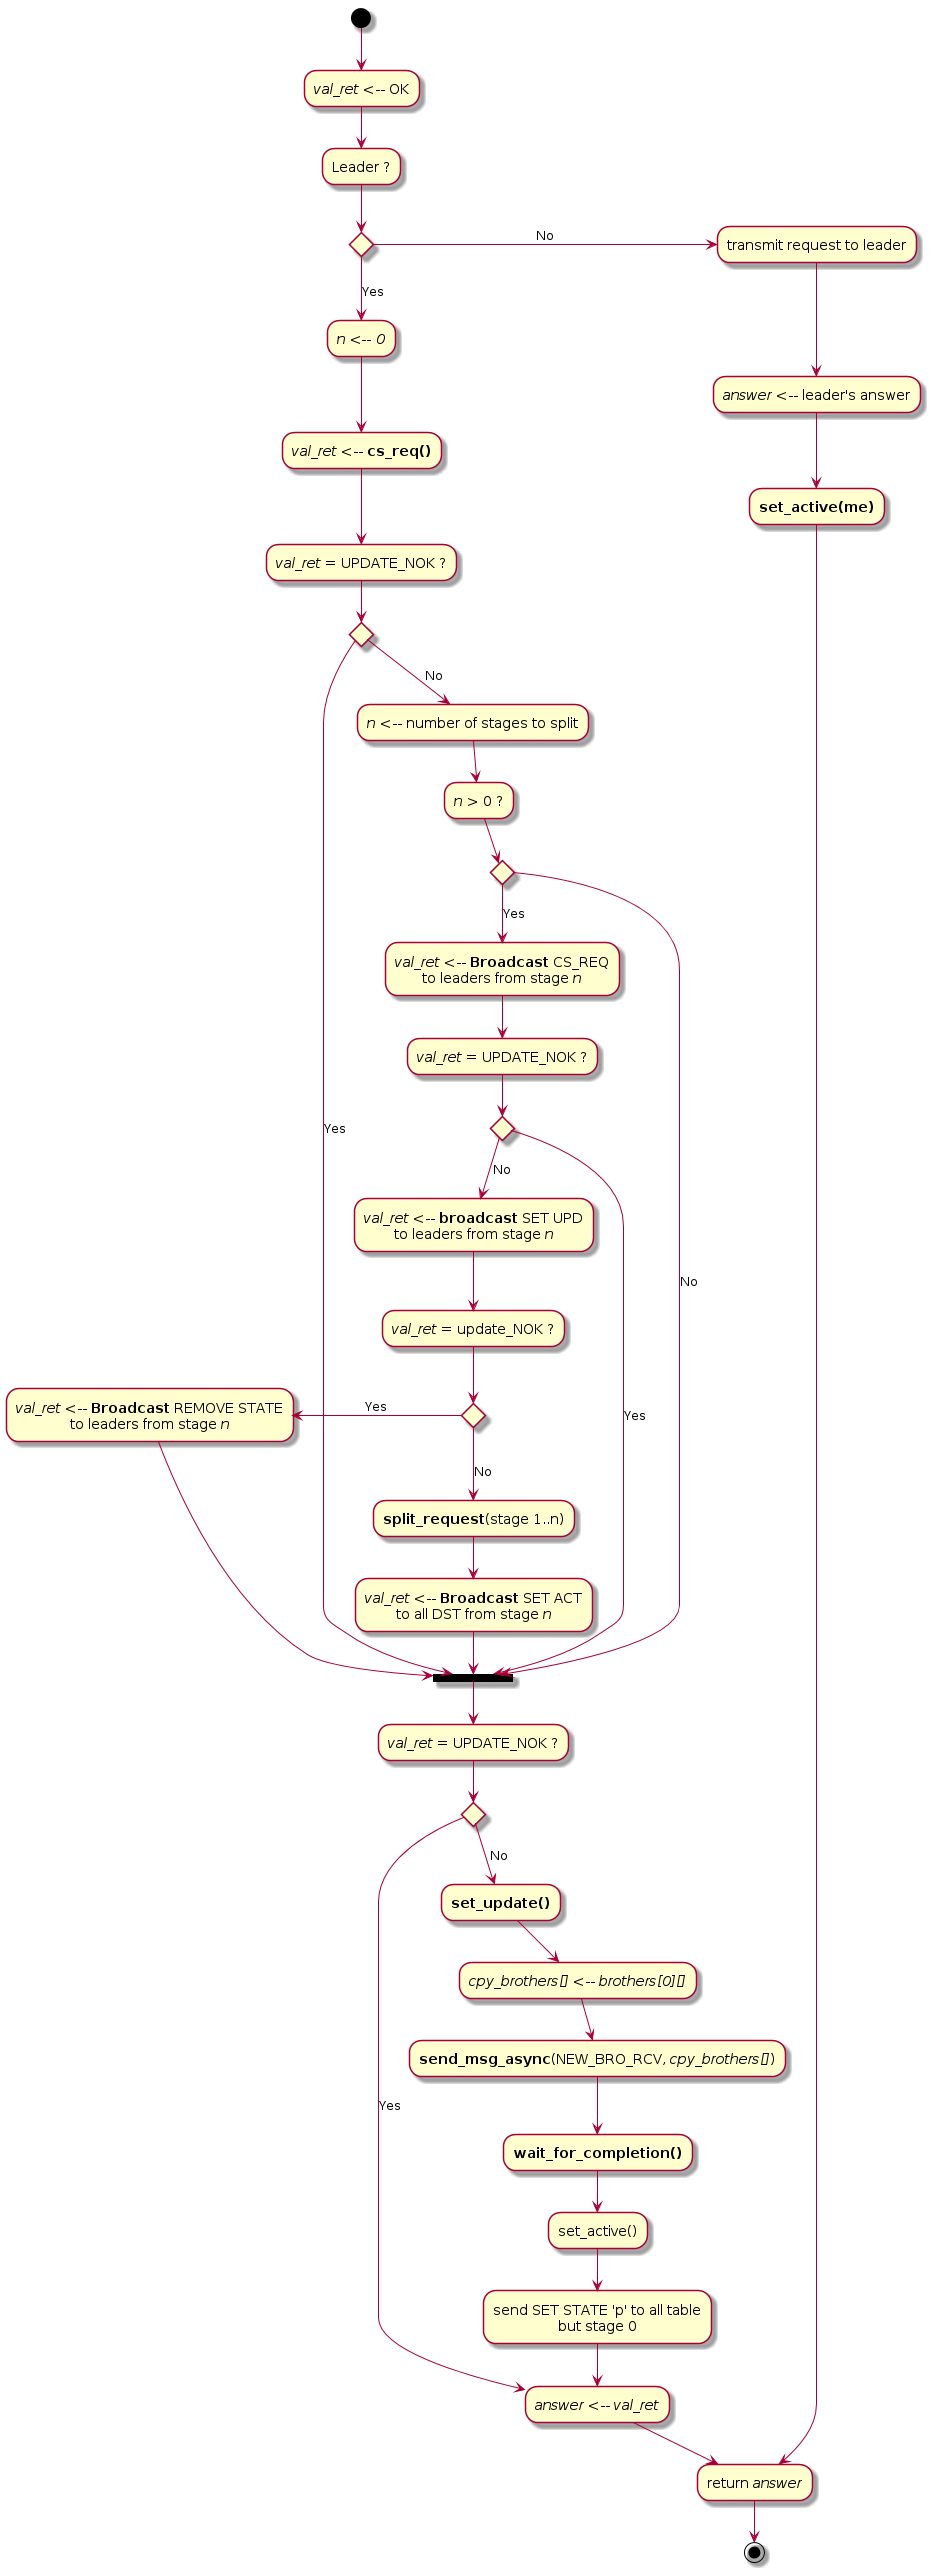 val_ret <-- OK
Leader ?
No
transmit request to leader
Yes
n <-- 0
answer <-- leader's answer
val_ret <-- cs_req()
set_active(me)
val_ret = UPDATE_NOK ?
No
n <-- number of stages to split
n > 0 ?
Yes
val_ret <-- Broadcast CS_REQ
to leaders from stage n
val_ret = UPDATE_NOK ?
Yes
No
val_ret <-- broadcast SET UPD
to leaders from stage n
No
val_ret = update_NOK ?
Yes
Yes
val_ret <-- Broadcast REMOVE STATE
to leaders from stage n
No
split_request(stage 1..n)
val_ret <-- Broadcast SET ACT
to all DST from stage n
val_ret = UPDATE_NOK ?
No
set_update()
cpy_brothers[] <-- brothers[0][]
send_msg_async(NEW_BRO_RCV, cpy_brothers[])
Yes
wait_for_completion()
set_active()
send SET STATE 'p' to all table
but stage 0
answer <-- val_ret
return answer